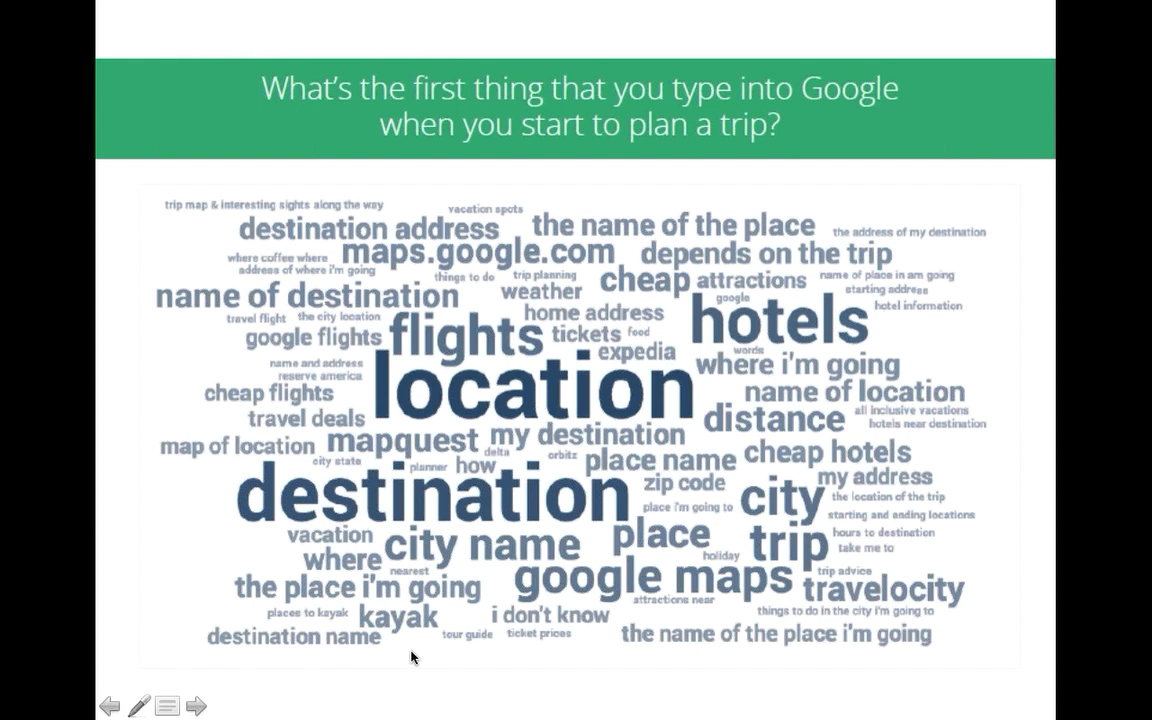 What's the first thing that you type into Google
when you start to plan a trip?
trip map & interesting sights along the way
vacation spots
destination address
the name of the place
the address of my destination
where coffee where
maps.google.com
depends on the trip
address of where i'm going
things to do
trip planning
cheap
attractions
name of place in am going
name of destination
weather
google
starting address
hotel information
travel flight
the city location
home address
hotels
google flights
flights
tickets
food
expedia
words
name and address
reserve america
location
where i'm going
cheap flights
name of location
travel deals
distance
all inclusive vacations
hotels near destination
map of location
mapquest
my destination
delta
orbitz
place name
cheap hotels
city state
planner
how
zip code
my address
destination
place i'm going to
city
the location of the trip
starting and ending locations
vacation
place
trip
hours to destination
where
city name
holiday
take me to
nearest
google maps
trip advice
the place i'm going
travelocity
attractions near
places to kayak
kayak
i don't know
things to do in the city i'm going to
destination name
tour guide
ticket prices
the name of the place i'm going